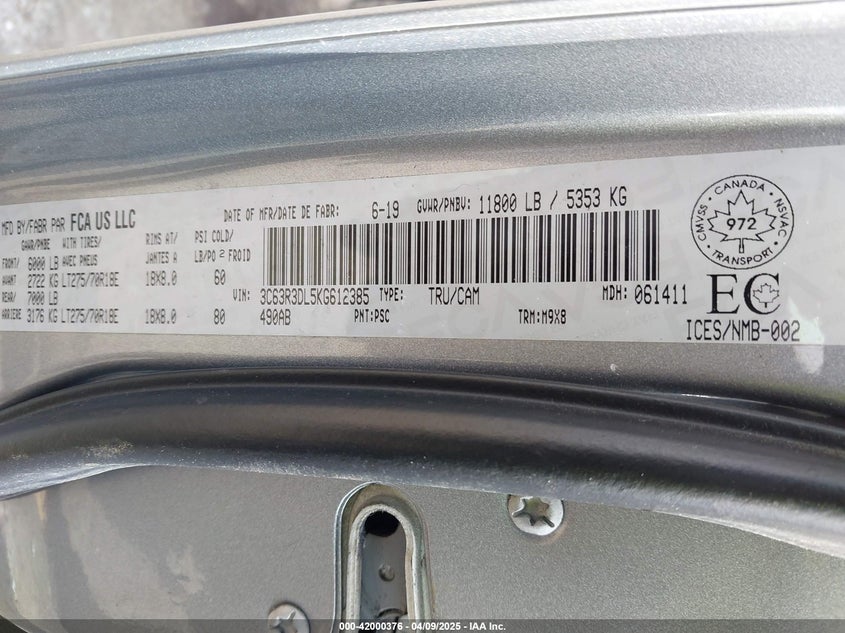 MFD BY/FABR PAR FCA US LLC
DATE OF MFR/DATE DE FABR: 6-19 GVWR/PNBV: 11800 LB / 5353 KG
GWWR/PNBE WITH TIRES/ RIMS AT/ PSI COLD/
FRONT/ 6000 LB AVEC PNEUS JANTES A LB/PO² FROID
AVANT 2722 KG LT275/70R18E 18X8.0 60
REAR/ 7000 LB
ARRIERE 3176 KG LT275/70R18E 18X8.0 80
VIN: 3C63R3DL5KG612385 TYPE: TRU/CAM MDH: 061411
490AB PNT:PSC TRM:M9X8
CANADA
CMVSS 972 NSVAC
TRANSPORT
EC
ICES/NMB-002
000-42000376 | 04/09/2025 - IAA Inc.